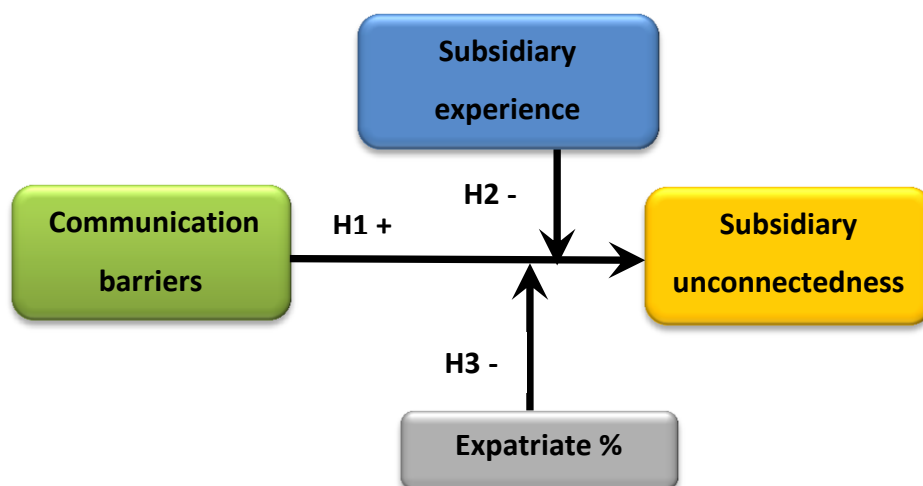 Subsidiary
experience
H2 -
H1 +
Communication
barriers
Subsidiary
unconnectedness
H3 -
Expatriate %